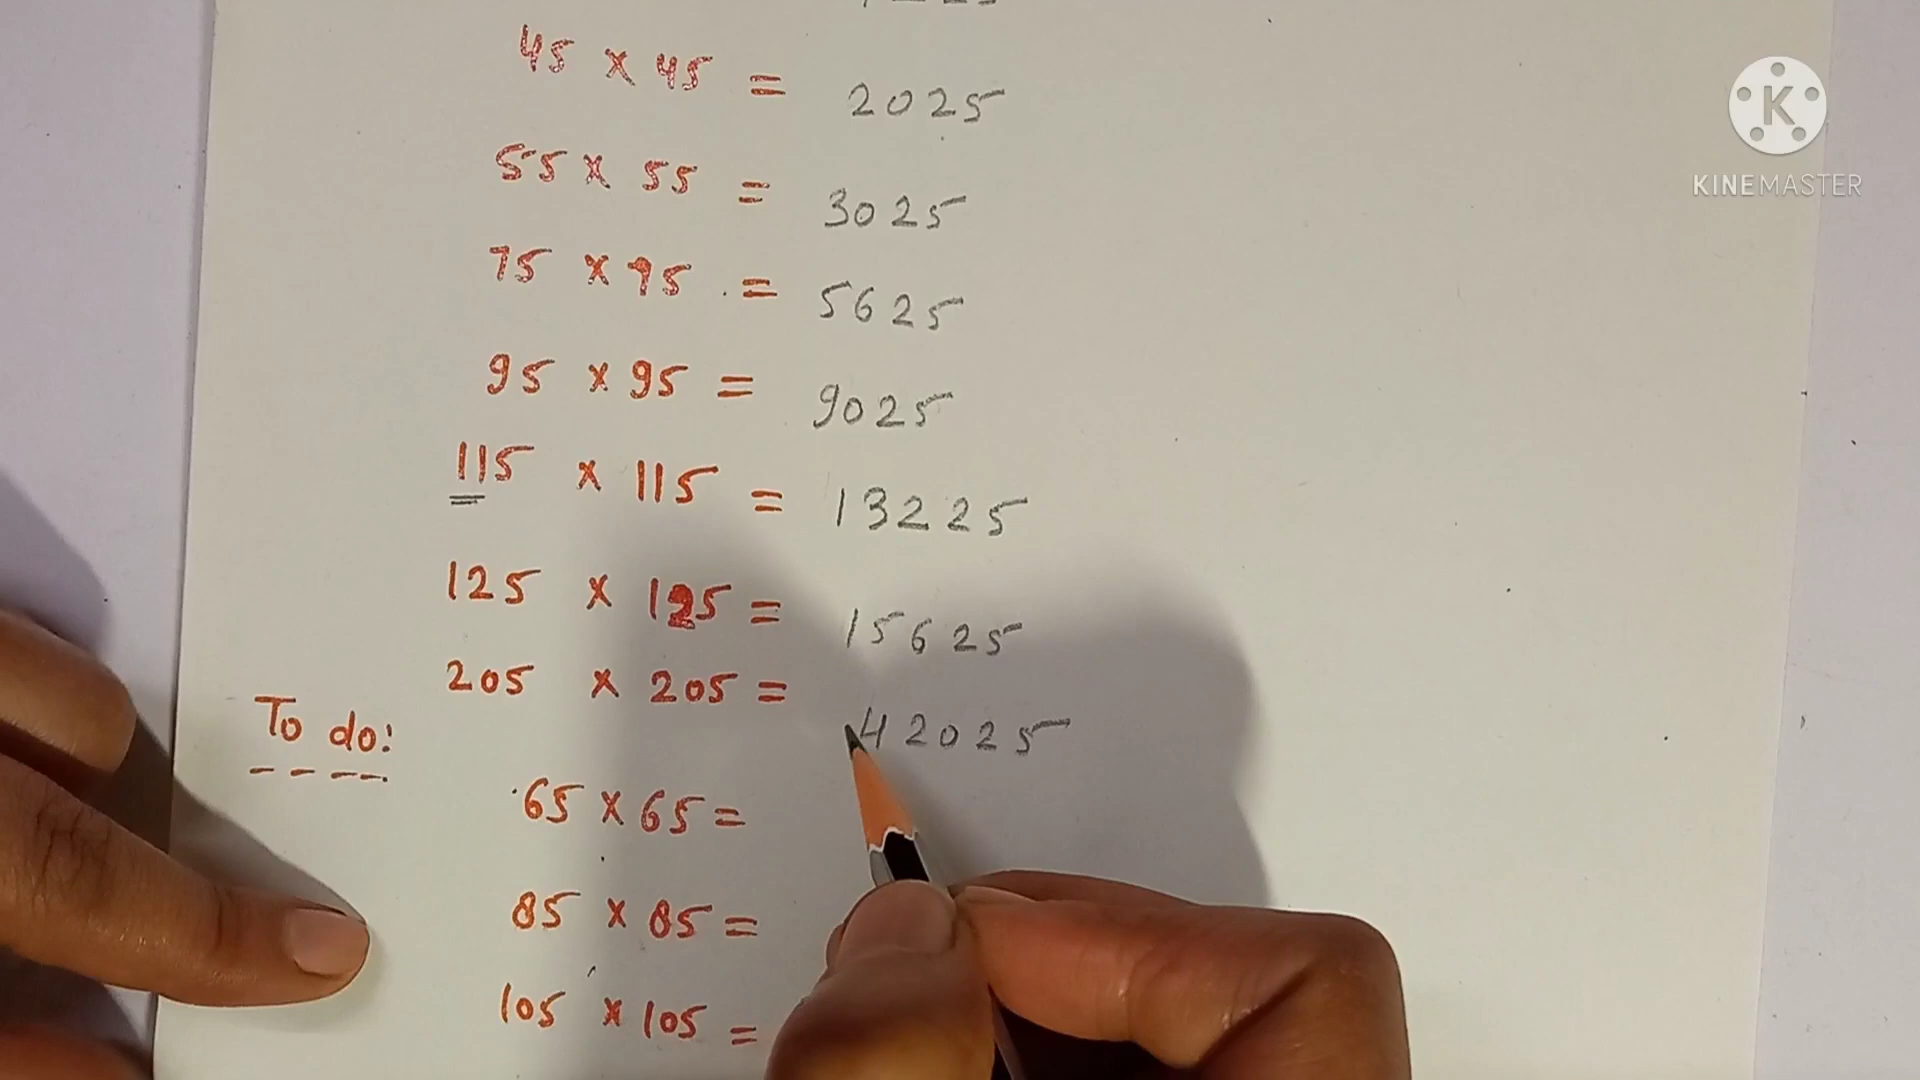 45 × 45 = 2025
55 × 55 = 3025
75 × 75 = 5625
95 × 95 = 9025
115 × 115 = 13225
125 × 125 = 15625
205 × 205 = 42025
To do:
65 × 65 =
85 × 85 =
105 × 105 =
K
KINEMASTER